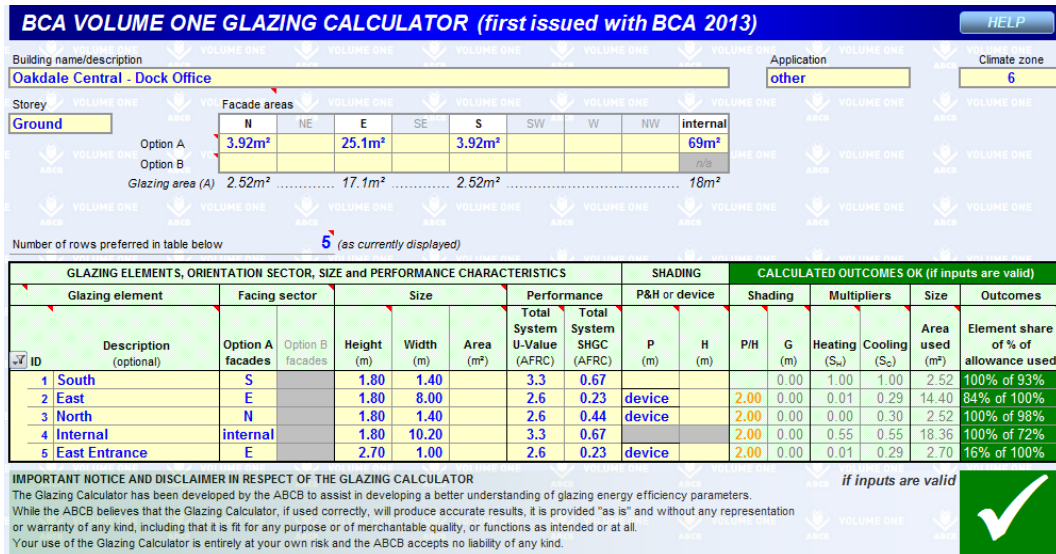 BCA VOLUME ONE GLAZING CALCULATOR (first issued with BCA 2013) HELP
Building name/description Application Climate zone
Oakdale Central - Dock Office other 6
Storey Facade areas
Ground N NE E SE S SW W NW internal
Option A 3.92m² 25.1m² 3.92m² 69m²
Option B n/a
Glazing area (A) 2.52m² ............ 17.1m² ............ 2.52m² ............ 18m²
Number of rows preferred in table below 5 (as currently displayed)
GLAZING ELEMENTS, ORIENTATION SECTOR, SIZE and PERFORMANCE CHARACTERISTICS SHADING CALCULATED OUTCOMES OK (if inputs are valid)
Glazing element Facing sector Size Performance P&H or device Shading Multipliers Size Outcomes
Total Total
System System Area Element share
Description Option A Option B Height Width Area U-Value SHGC P H P/H G Heating Cooling used of % of
ID (optional) facades facades (m) (m) (m²) (AFRC) (AFRC) (m) (m) (m) (SH) (SC) (m²) allowance used
1 South S 1.80 1.40 3.3 0.67 0.00 1.00 1.00 2.52 100% of 93%
2 East E 1.80 8.00 2.6 0.23 device 2.00 0.00 0.01 0.29 14.40 84% of 100%
3 North N 1.80 1.40 2.6 0.44 device 2.00 0.00 0.00 0.30 2.52 100% of 98%
4 Internal internal 1.80 10.20 3.3 0.67 2.00 0.00 0.55 0.55 18.36 100% of 72%
5 East Entrance E 2.70 1.00 2.6 0.23 device 2.00 0.00 0.01 0.29 2.70 16% of 100%
IMPORTANT NOTICE AND DISCLAIMER IN RESPECT OF THE GLAZING CALCULATOR if inputs are valid
The Glazing Calculator has been developed by the ABCB to assist in developing a better understanding of glazing energy efficiency parameters.
While the ABCB believes that the Glazing Calculator, if used correctly, will produce accurate results, it is provided "as is" and without any representation
or warranty of any kind, including that it is fit for any purpose or of merchantable quality, or functions as intended or at all.
Your use of the Glazing Calculator is entirely at your own risk and the ABCB accepts no liability of any kind.